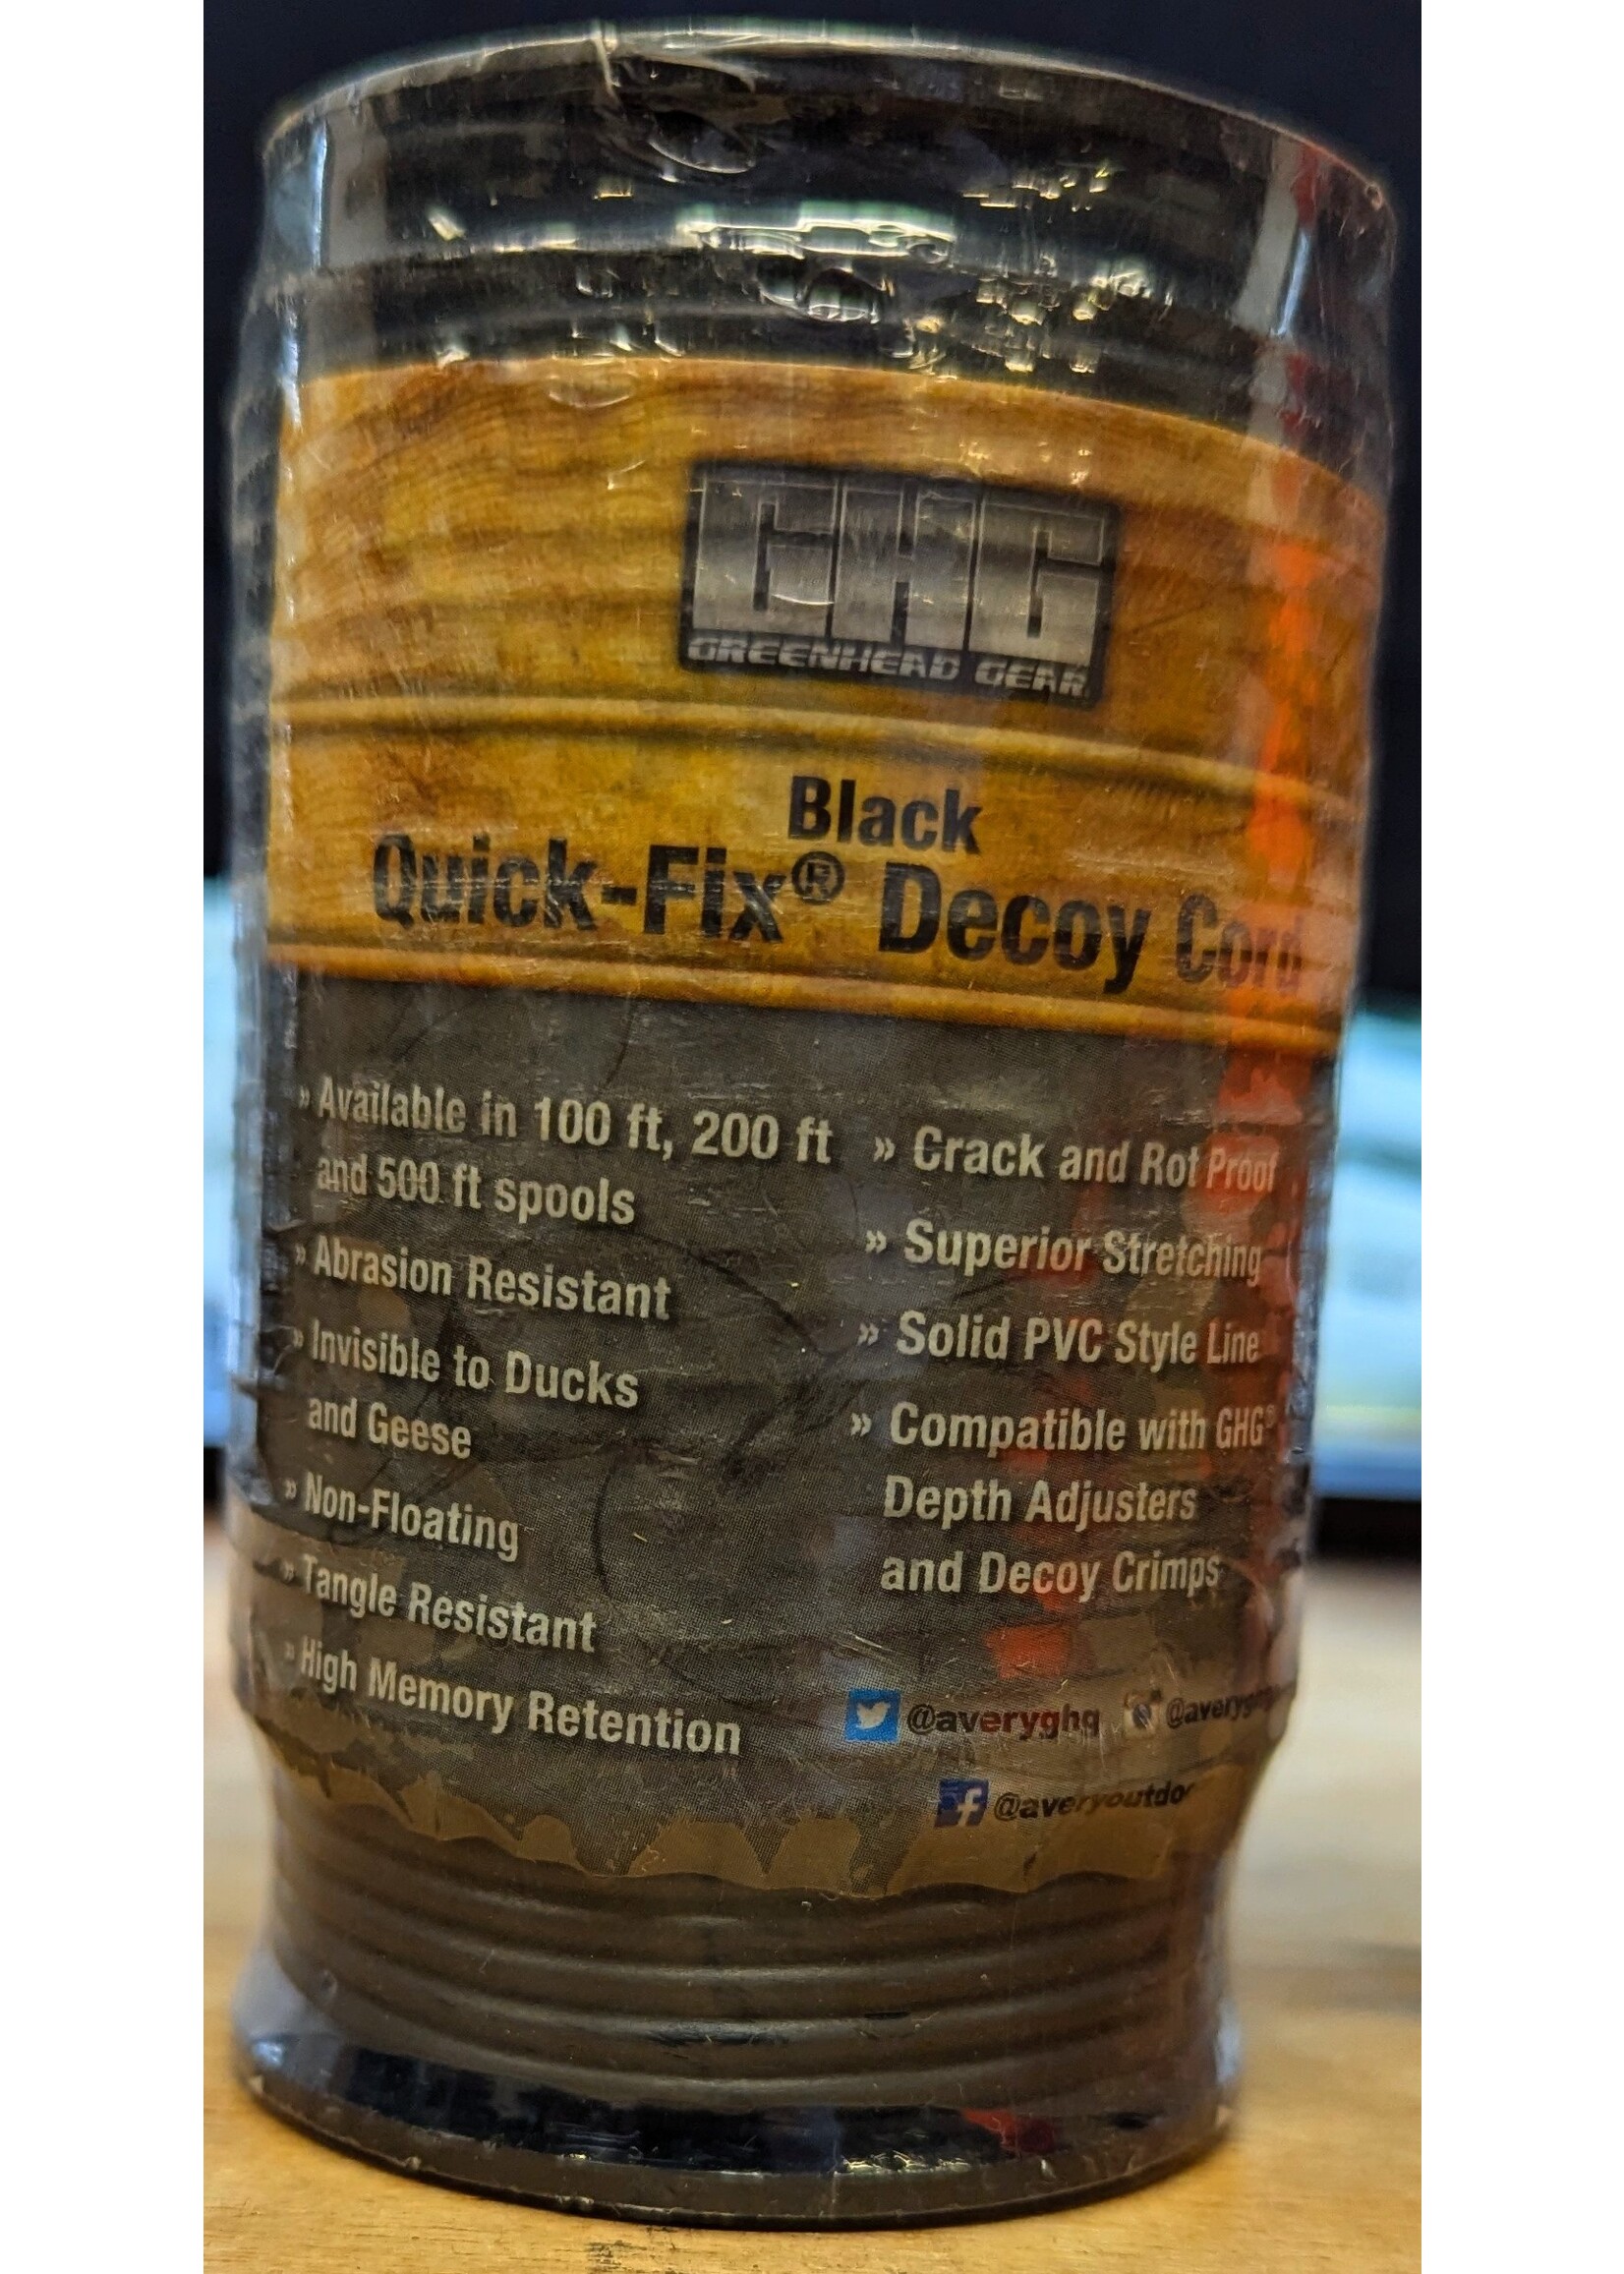 GHG
GREENHEAD GEAR
Black
Quick-Fix® Decoy Cord
» Available in 100 ft, 200 ft
and 500 ft spools
» Abrasion Resistant
» Invisible to Ducks
and Geese
» Non-Floating
» Tangle Resistant
» High Memory Retention
» Crack and Rot Proof
» Superior Stretching
» Solid PVC Style Line
» Compatible with GHG®
Depth Adjusters
and Decoy Crimps
@averyghg